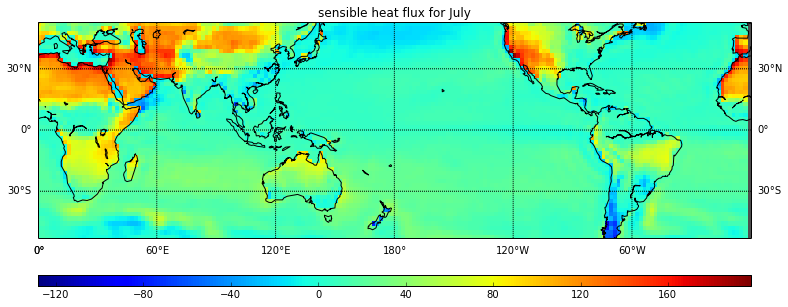 sensible heat flux for July
30°N 30°N
0° 0°
30°S 30°S
0° 60°E 120°E 180° 120°W 60°W
−120 −80 −40 0 40 80 120 160